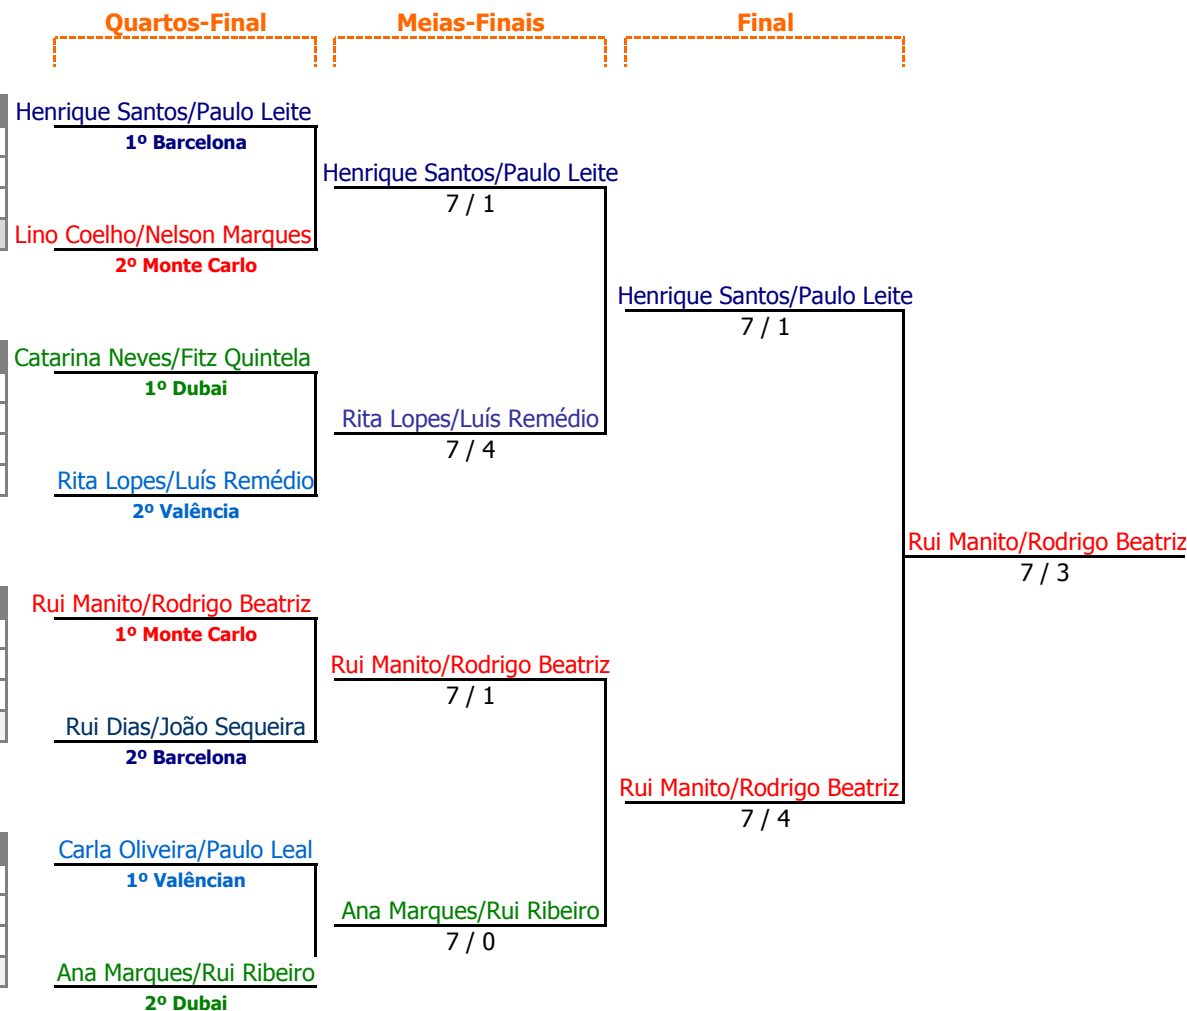 Quartos-Final
Meias-Finais
Final
Henrique Santos/Paulo Leite
1º Barcelona
Henrique Santos/Paulo Leite
7 / 1
Lino Coelho/Nelson Marques
2º Monte Carlo
Henrique Santos/Paulo Leite
7 / 1
Catarina Neves/Fitz Quintela
1º Dubai
Rita Lopes/Luís Remédio
7 / 4
Rita Lopes/Luís Remédio
2º Valência
Rui Manito/Rodrigo Beatriz
7 / 3
Rui Manito/Rodrigo Beatriz
1º Monte Carlo
Rui Manito/Rodrigo Beatriz
7 / 1
Rui Dias/João Sequeira
2º Barcelona
Rui Manito/Rodrigo Beatriz
7 / 4
Carla Oliveira/Paulo Leal
1º Valêncian
Ana Marques/Rui Ribeiro
7 / 0
Ana Marques/Rui Ribeiro
2º Dubai